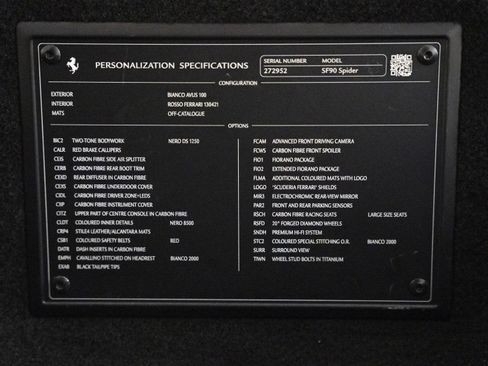 PERSONALIZATION SPECIFICATIONS
SERIAL NUMBER MODEL
272952 SF90 Spider
CONFIGURATION
EXTERIOR BIANCO AVUS 100
INTERIOR ROSSO FERRARI 130421
MATS OFF-CATALOGUE
OPTIONS
BIC2 TWO-TONE BODYWORK NERO DS 1250
CALR RED BRAKE CALLIPERS
CEIS CARBON FIBRE SIDE AIR SPLITTER
CERB CARBON FIBRE REAR BOOT TRIM
CEXD REAR DIFFUSER IN CARBON FIBRE
CEXS CARBON FIBRE UNDERDOOR COVER
CIDL CARBON FIBRE DRIVER ZONE+LEDS
CIIP CARBON FIBRE INSTRUMENT COVER
CITZ UPPER PART OF CENTRE CONSOLE IN CARBON FIBRE
CLDT COLOURED INNER DETAILS NERO 8500
CRP4 STILE4 LEATHER/ALCANTARA MATS
CSB1 COLOURED SAFETY BELTS RED
DATR DASH INSERTS IN CARBON FIBRE
EMPH CAVALLINO STITCHED ON HEADREST BIANCO 2000
EXAB BLACK TAILPIPE TIPS
FCAM ADVANCED FRONT DRIVING CAMERA
FCWS CARBON FIBRE FRONT SPOILER
FIO1 FIORANO PACKAGE
FIO2 EXTENDED FIORANO PACKAGE
FLMA ADDITIONAL COLOURED MATS WITH LOGO
LOGO "SCUDERIA FERRARI" SHIELDS
MIR3 ELECTROCHROMIC REAR-VIEW MIRROR
PAR2 FRONT AND REAR PARKING SENSORS
RSCH CARBON FIBRE RACING SEATS LARGE SIZE SEATS
RSFD 20" FORGED DIAMOND WHEELS
SNDH PREMIUM HI-FI SYSTEM
STC2 COLOURED SPECIAL STITCHING O.R. BIANCO 2000
SURR SURROUND VIEW
TIWN WHEEL STUD BOLTS IN TITANIUM